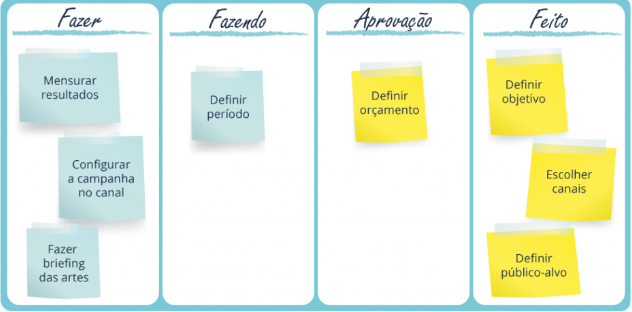 Fazer
Mensurar
resultados
Configurar
a campanha
no canal
Fazer
briefing
das artes
Fazendo
Definir
período
Aprovação
Definir
orçamento
Feito
Definir
objetivo
Escolher
canais
Definir
público-alvo